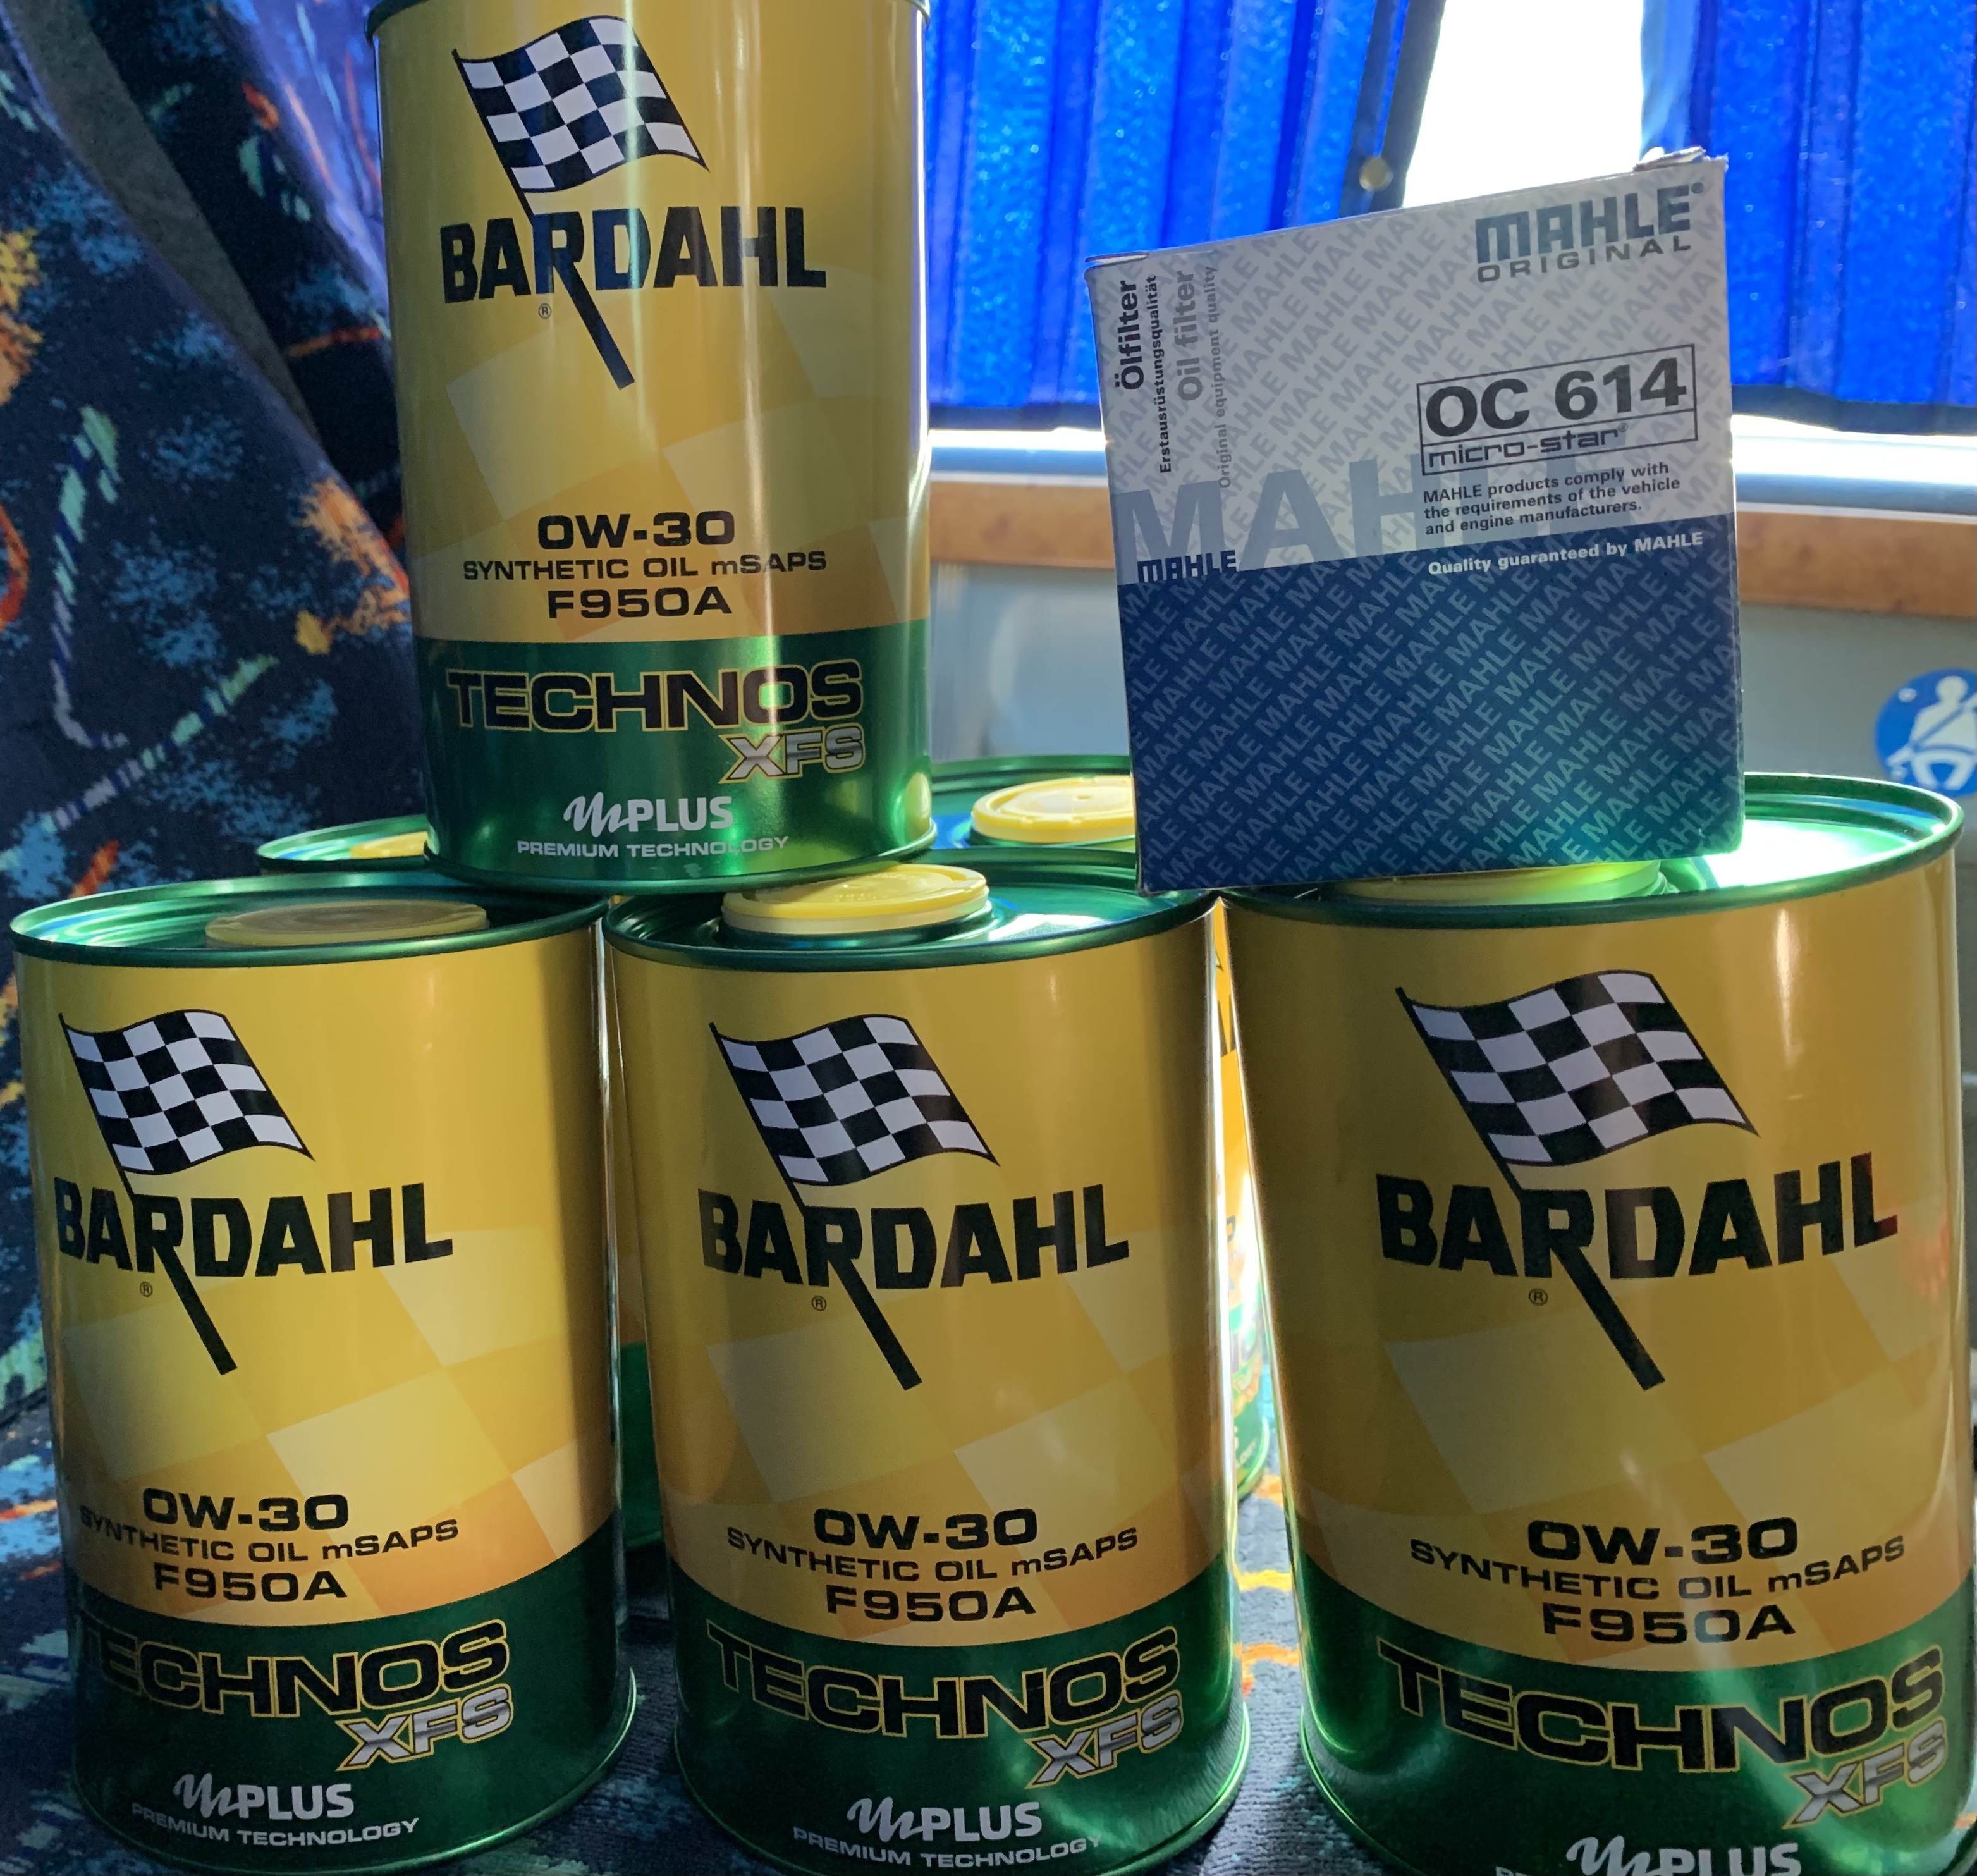 BARDAHL
®
0W-30
SYNTHETIC OIL mSAPS
F950A
TECHNOS
XFS
PLUS
PREMIUM TECHNOLOGY
MAHLE®
ORIGINAL
Ölfilter
Erstausrüstungsqualität
Oil filter
Original equipment quality
OC 614
micro-star®
MAHLE products comply with
the requirements of the vehicle
and engine manufacturers.
Quality guaranteed by MAHLE
MAHLE
BARDAHL
®
0W-30
SYNTHETIC OIL mSAPS
F950A
TECHNOS
XFS
PLUS
PREMIUM TECHNOLOGY
BARDAHL
®
0W-30
SYNTHETIC OIL mSAPS
F950A
TECHNOS
XFS
PLUS
PREMIUM TECHNOLOGY
BARDAHL
®
0W-30
SYNTHETIC OIL mSAPS
F950A
TECHNOS
XFS
PLUS